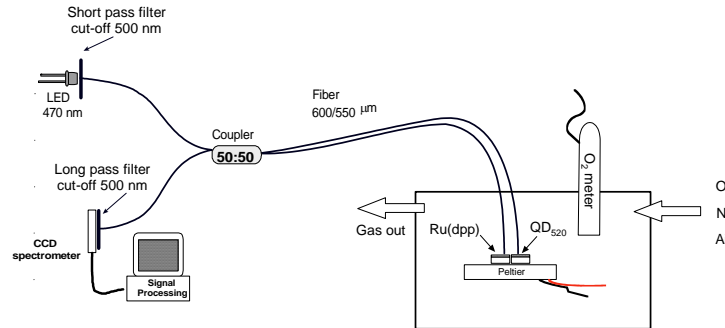 Short pass filter
cut-off 500 nm
LED
470 nm
Fiber
600/550 µm
Coupler
50:50
Long pass filter
cut-off 500 nm
CCD
spectrometer
Signal
Processing
Gas out
Ru(dpp)
QD520
Peltier
O2 meter
O
N
A